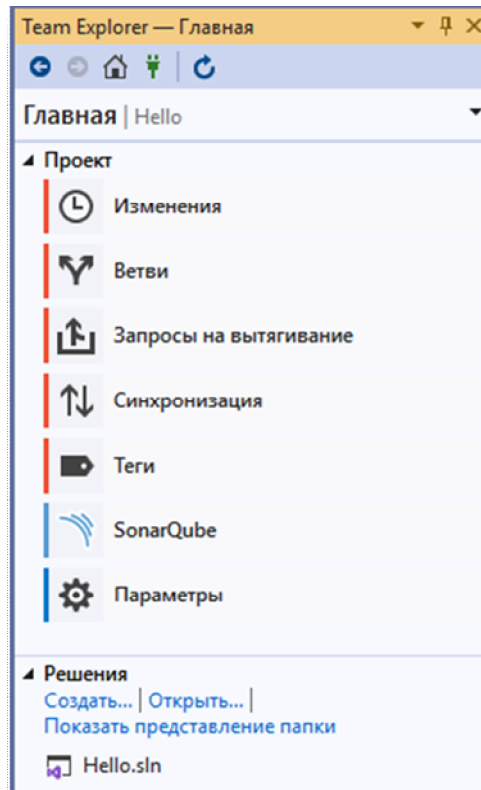 Team Explorer — Главная
Главная | Hello
Проект
Изменения
Ветви
Запросы на вытягивание
Синхронизация
Теги
SonarQube
Параметры
Решения
Создать... | Открыть... |
Показать представление папки
Hello.sln